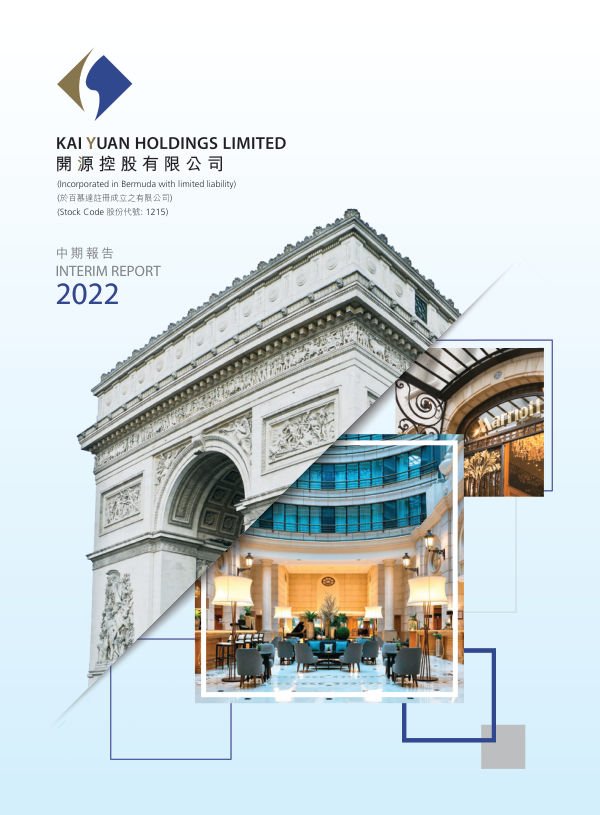 KAI YUAN HOLDINGS LIMITED
開源控股有限公司
(Incorporated in Bermuda with limited liability)
(於百慕達註冊成立之有限公司)
(Stock Code 股份代號: 1215)
中期報告
INTERIM REPORT
2022
Marriott